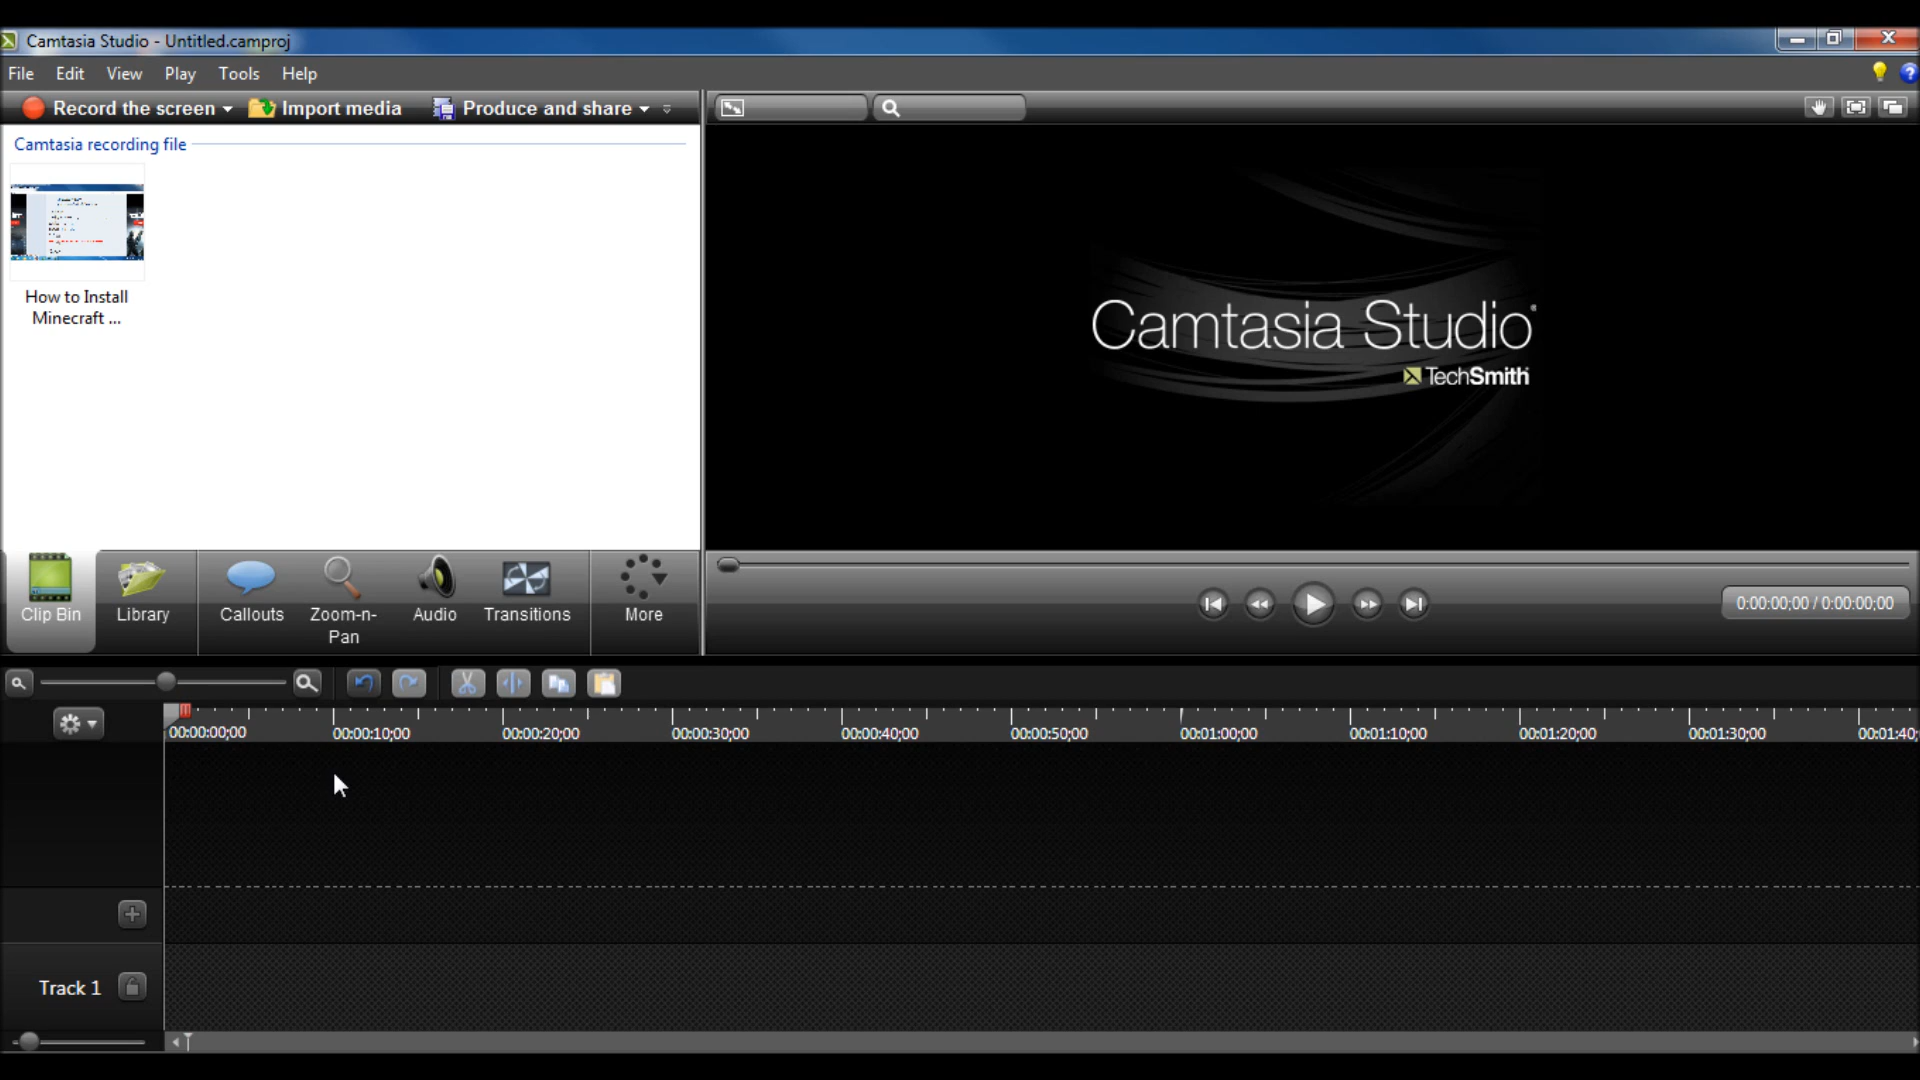 Camtasia Studio - Untitled.camproj
File Edit View Play Tools Help
Record the screen Import media Produce and share
Camtasia recording file
How to Install
Minecraft ...
Camtasia Studio®
TechSmith
Clip Bin Library Callouts Zoom-n-
Pan Audio Transitions More
0:00:00;00 / 0:00:00;00
00:00:00;00 00:00:10;00 00:00:20;00 00:00:30;00 00:00:40;00 00:00:50;00 00:01:00;00 00:01:10;00 00:01:20;00 00:01:30;00 00:01:40;
Track 1